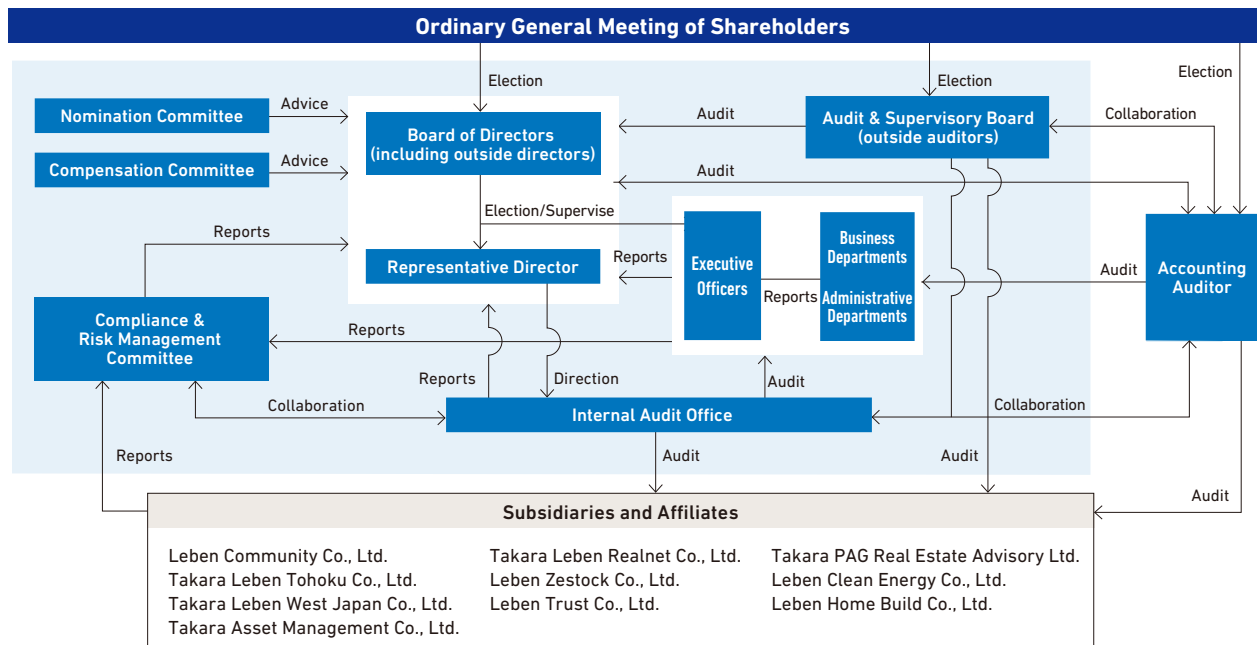 Ordinary General Meeting of Shareholders
Election
Election
Election
Nomination Committee
Advice
Board of Directors
(including outside directors)
Audit
Audit & Supervisory Board
(outside auditors)
Collaboration
Compensation Committee
Advice
Audit
Election/Supervise
Reports
Representative Director
Reports
Executive
Officers
Reports
Business
Departments
Administrative
Departments
Audit
Accounting
Auditor
Compliance &
Risk Management
Committee
Reports
Reports
Direction
Audit
Collaboration
Internal Audit Office
Collaboration
Reports
Audit
Audit
Audit
Subsidiaries and Affiliates
Leben Community Co., Ltd.
Takara Leben Tohoku Co., Ltd.
Takara Leben West Japan Co., Ltd.
Takara Asset Management Co., Ltd.
Takara Leben Realnet Co., Ltd.
Leben Zestock Co., Ltd.
Leben Trust Co., Ltd.
Takara PAG Real Estate Advisory Ltd.
Leben Clean Energy Co., Ltd.
Leben Home Build Co., Ltd.